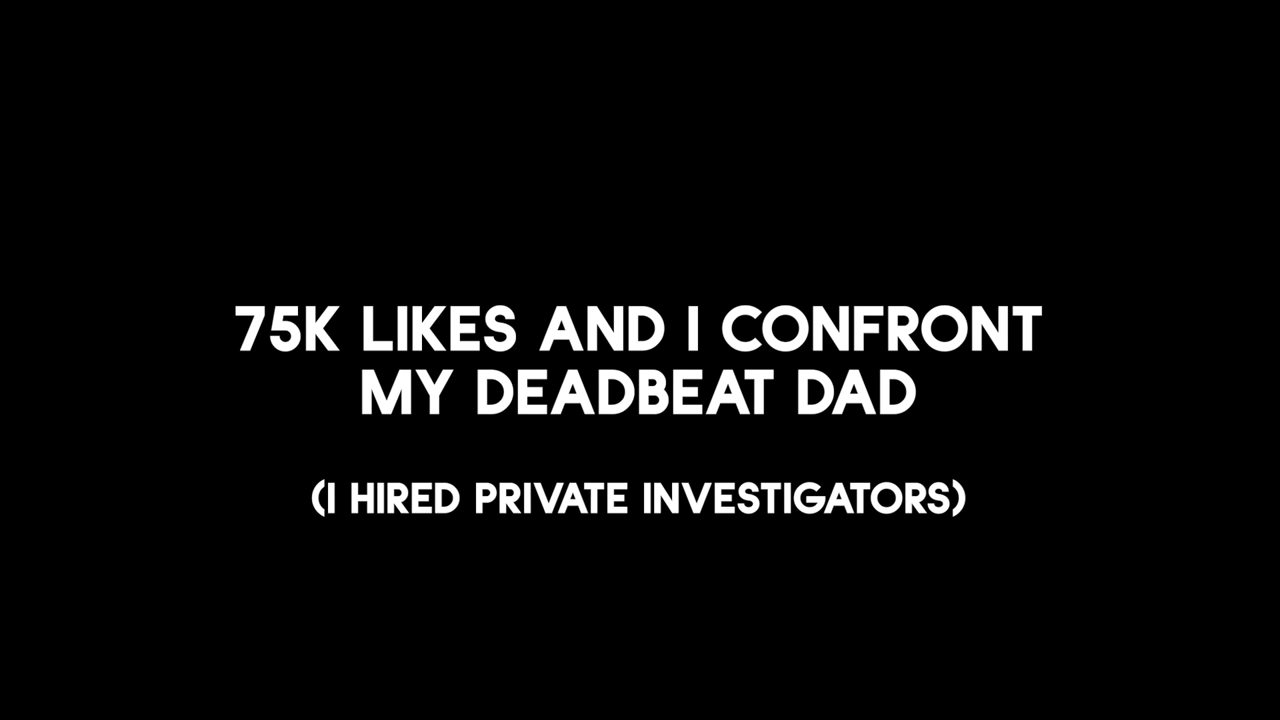 75K LIKES AND I CONFRONT
MY DEADBEAT DAD
(I HIRED PRIVATE INVESTIGATORS)